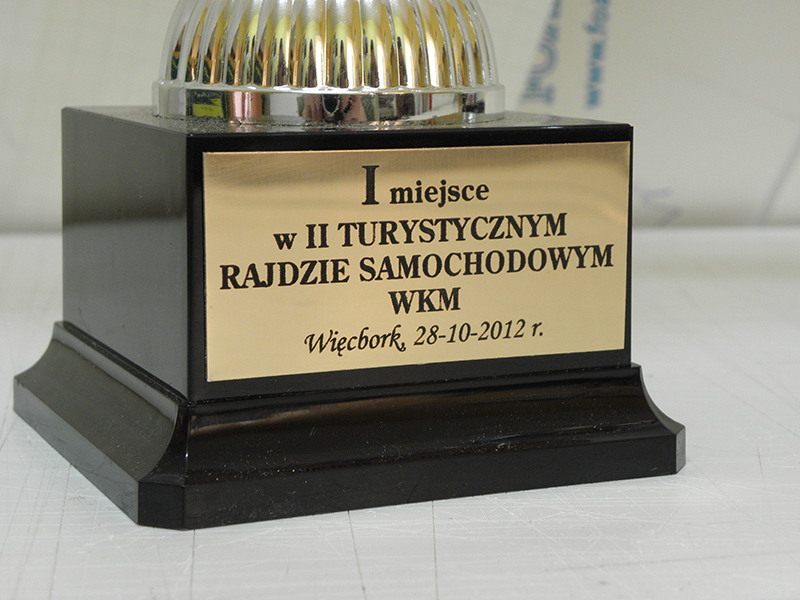 I miejsce
w II TURYSTYCZNYM
RAJDZIE SAMOCHODOWYM
WKM
Więcbork, 28-10-2012 r.